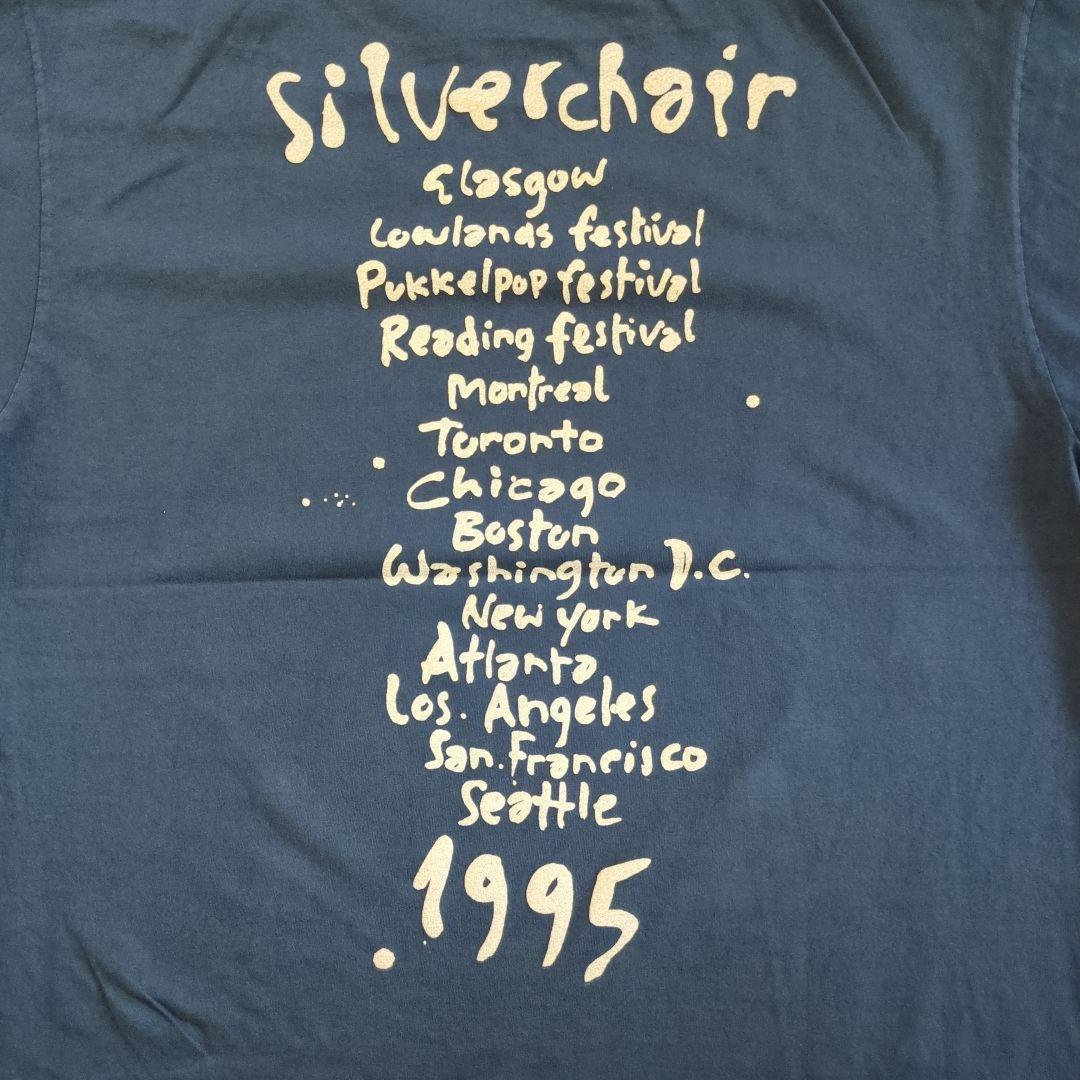 silverchair
Glasgow
Lowlands festival
Pukkelpop festival
Reading festival
Montreal
Toronto
Chicago
Boston
Washington D.C.
New York
Atlanta
Los. Angeles
San. Francisco
Seattle
1995